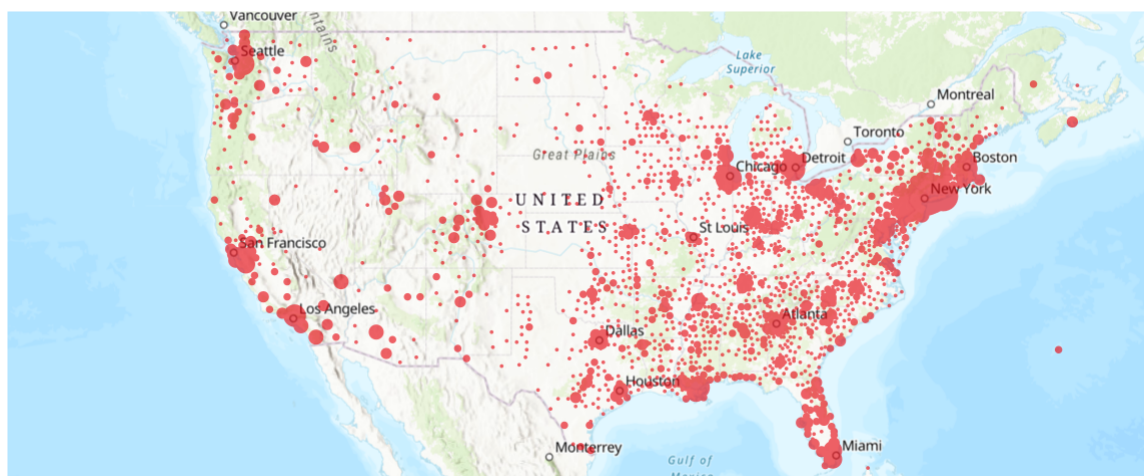 Vancouver
ntains
Seattle
Lake
Superior
Montreal
Toronto
Great Plains
Chicago
Detroit
Boston
New York
UNITED
STATES
St Louis
San Francisco
Los Angeles
Atlanta
Dallas
Houston
Monterrey
Miami
Gulf of